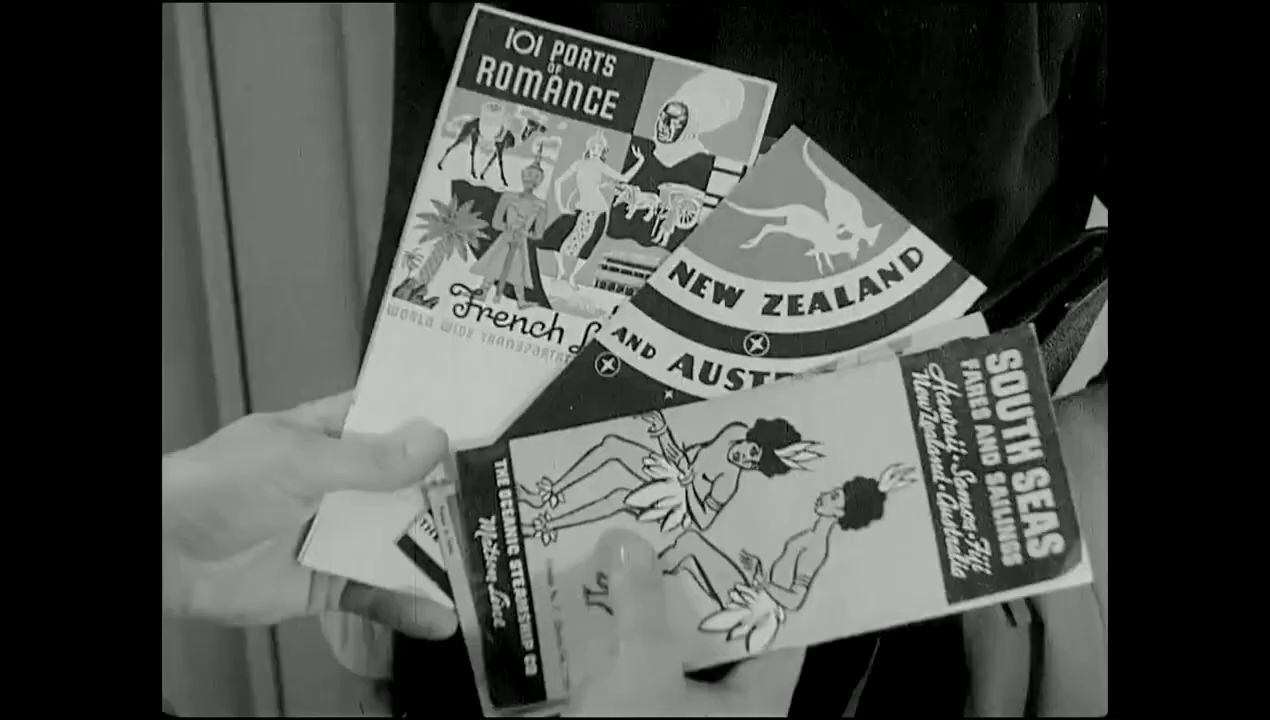 101 PORTS
OF
ROMANCE
French
WORLD WIDE
NEW ZEALAND
AND AUST
SOUTH SEAS
FARES AND SAILINGS
Hawaii · Samoa · Fiji
New Zealand · Australia
THE OCEANIC STEAMSHIP CO
Matson Line